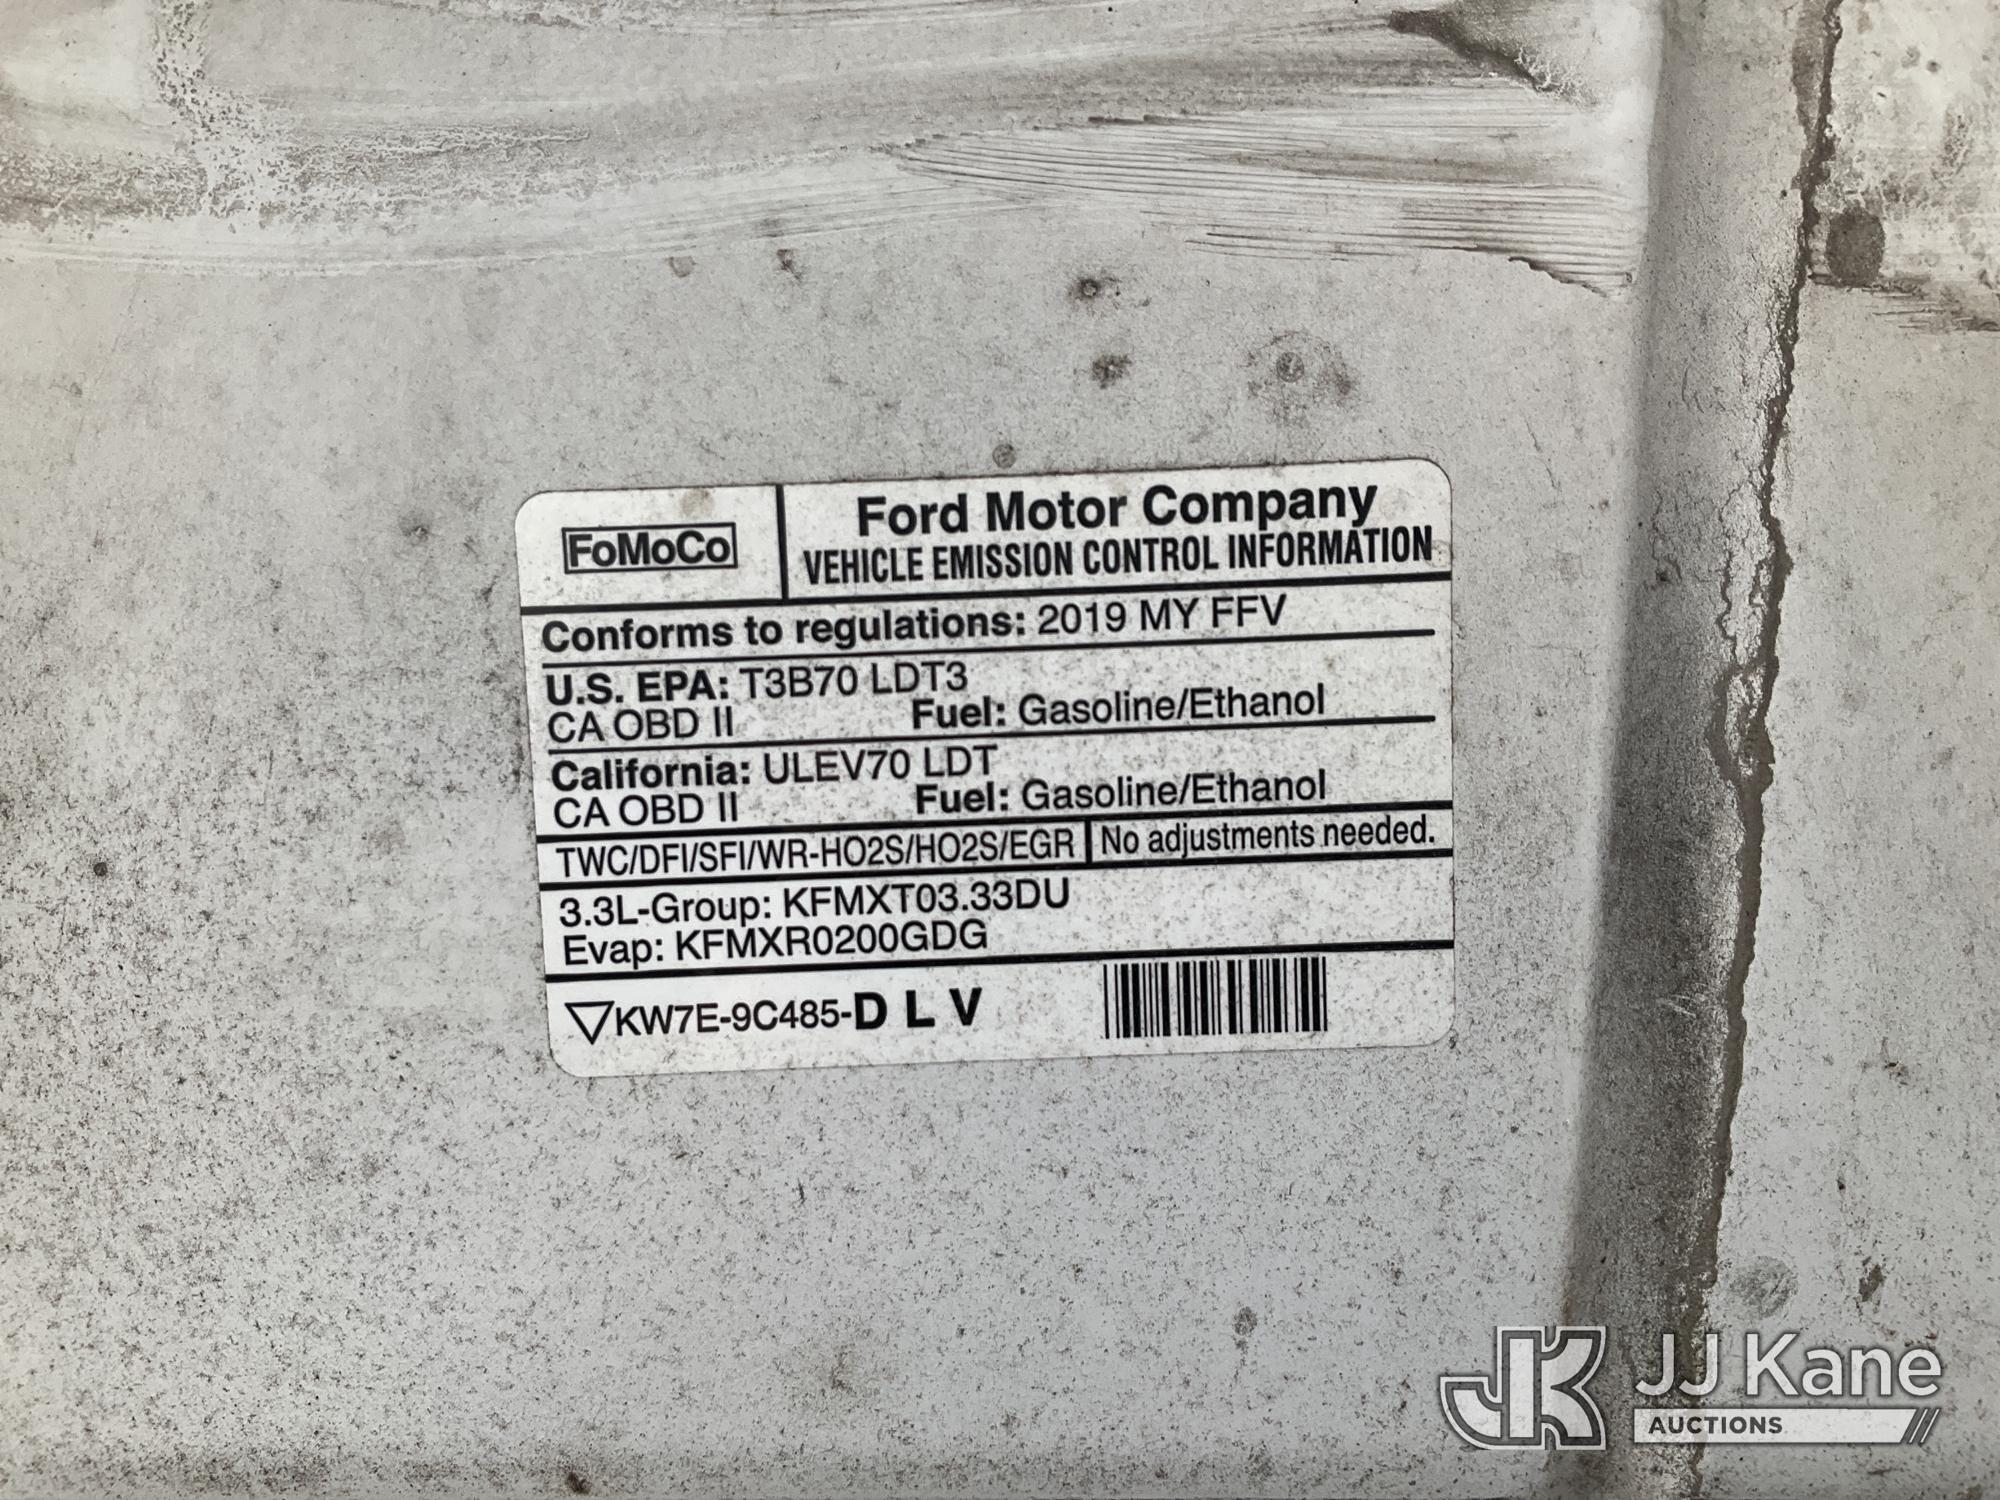 FoMoCo
Ford Motor Company
VEHICLE EMISSION CONTROL INFORMATION
Conforms to regulations: 2019 MY FFV
U.S. EPA: T3B70 LDT3
CA OBD II Fuel: Gasoline/Ethanol
California: ULEV70 LDT
CA OBD II Fuel: Gasoline/Ethanol
TWC/DFI/SFI/WR-HO2S/HO2S/EGR No adjustments needed.
3.3L-Group: KFMXT03.33DU
Evap: KFMXR0200GDG
KW7E-9C485-D L V
JK JJ Kane
AUCTIONS